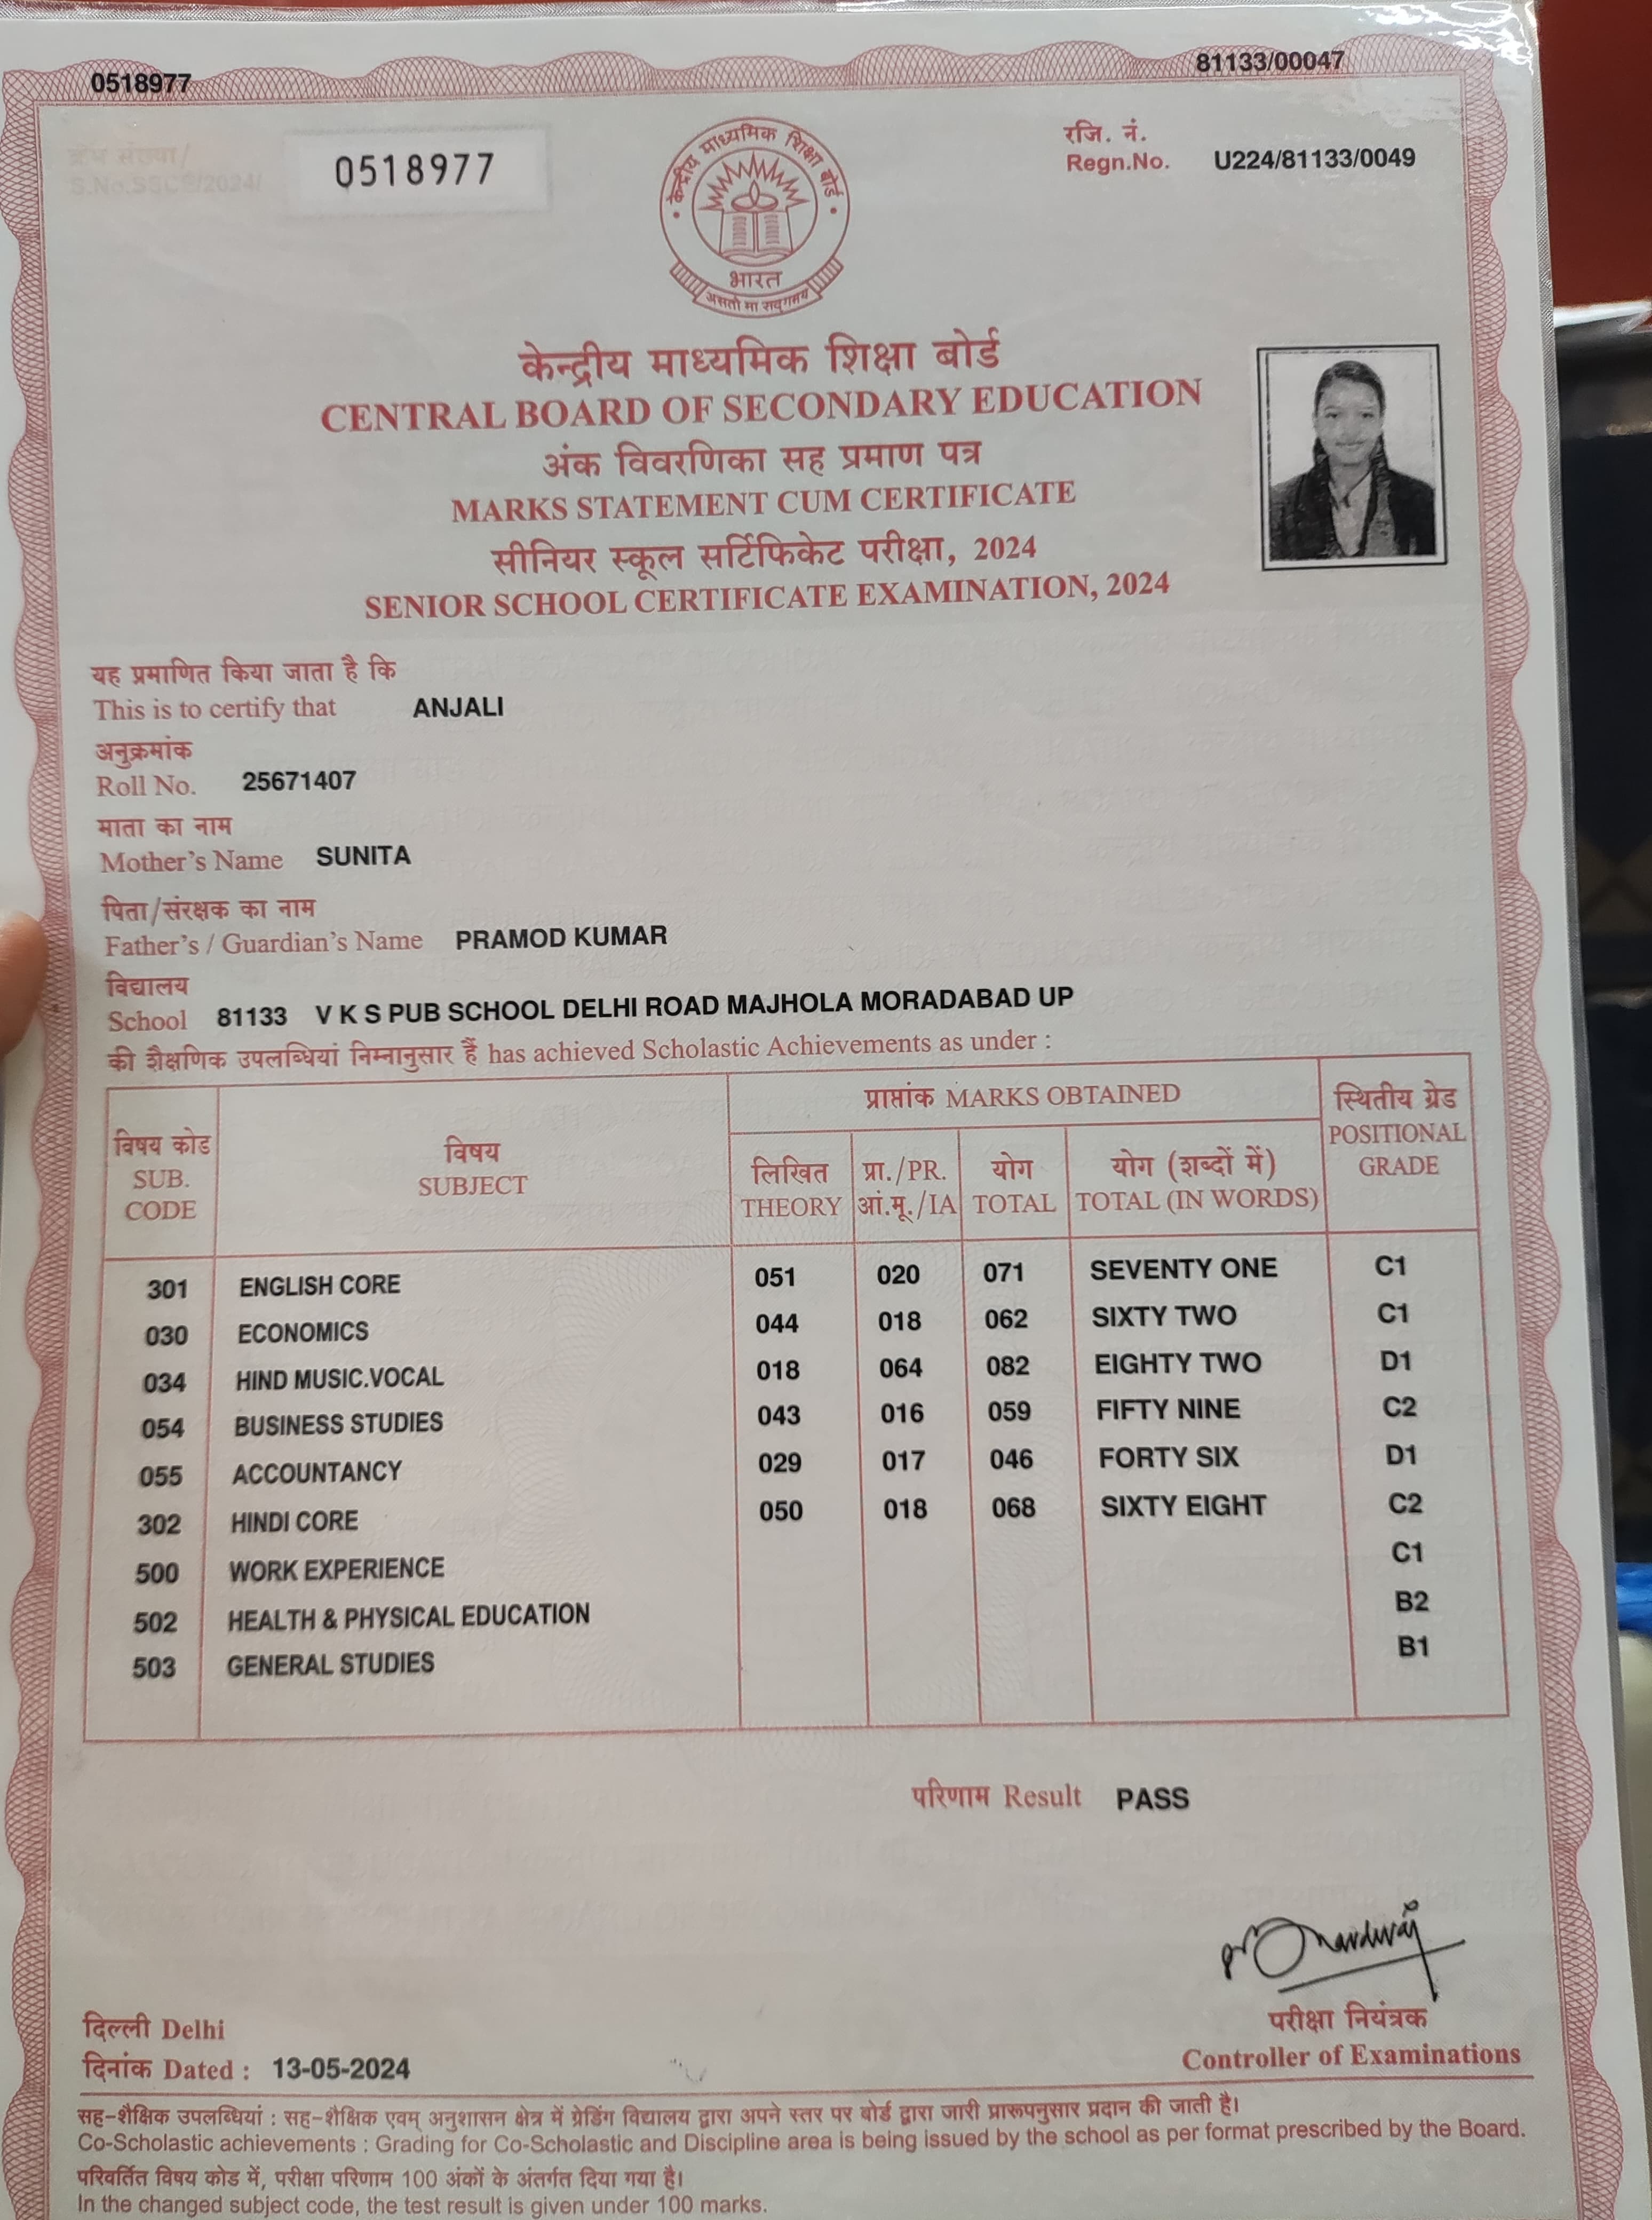 0518977
81133/00047
क्रम संख्या/
S.No.SSCE/2024/
0518977
केन्द्रीय माध्यमिक शिक्षा बोर्ड
भारत
असतो मा सद्गमय
रजि. नं.
Regn.No. U224/81133/0049
केन्द्रीय माध्यमिक शिक्षा बोर्ड
CENTRAL BOARD OF SECONDARY EDUCATION
अंक विवरणिका सह प्रमाण पत्र
MARKS STATEMENT CUM CERTIFICATE
सीनियर स्कूल सर्टिफिकेट परीक्षा, 2024
SENIOR SCHOOL CERTIFICATE EXAMINATION, 2024
यह प्रमाणित किया जाता है कि
This is to certify that ANJALI
अनुक्रमांक
Roll No. 25671407
माता का नाम
Mother's Name SUNITA
पिता/संरक्षक का नाम
Father's / Guardian's Name PRAMOD KUMAR
विद्यालय
School 81133 V K S PUB SCHOOL DELHI ROAD MAJHOLA MORADABAD UP
की शैक्षणिक उपलब्धियां निम्नानुसार हैं has achieved Scholastic Achievements as under :
विषय कोड
SUB.
CODE
विषय
SUBJECT
प्राप्तांक MARKS OBTAINED
लिखित
THEORY
प्रा./PR.
आं.मू./IA
योग
TOTAL
योग (शब्दों में)
TOTAL (IN WORDS)
स्थितीय ग्रेड
POSITIONAL
GRADE
301 ENGLISH CORE 051 020 071 SEVENTY ONE C1
030 ECONOMICS 044 018 062 SIXTY TWO C1
034 HIND MUSIC.VOCAL 018 064 082 EIGHTY TWO D1
054 BUSINESS STUDIES 043 016 059 FIFTY NINE C2
055 ACCOUNTANCY 029 017 046 FORTY SIX D1
302 HINDI CORE 050 018 068 SIXTY EIGHT C2
500 WORK EXPERIENCE C1
502 HEALTH & PHYSICAL EDUCATION B2
503 GENERAL STUDIES B1
परिणाम Result PASS
दिल्ली Delhi
दिनांक Dated : 13-05-2024
परीक्षा नियंत्रक
Controller of Examinations
सह-शैक्षिक उपलब्धियां : सह-शैक्षिक एवम् अनुशासन क्षेत्र में ग्रेडिंग विद्यालय द्वारा अपने स्तर पर बोर्ड द्वारा जारी प्रारूपनुसार प्रदान की जाती है।
Co-Scholastic achievements : Grading for Co-Scholastic and Discipline area is being issued by the school as per format prescribed by the Board.
परिवर्तित विषय कोड में, परीक्षा परिणाम 100 अंकों के अंतर्गत दिया गया है।
In the changed subject code, the test result is given under 100 marks.